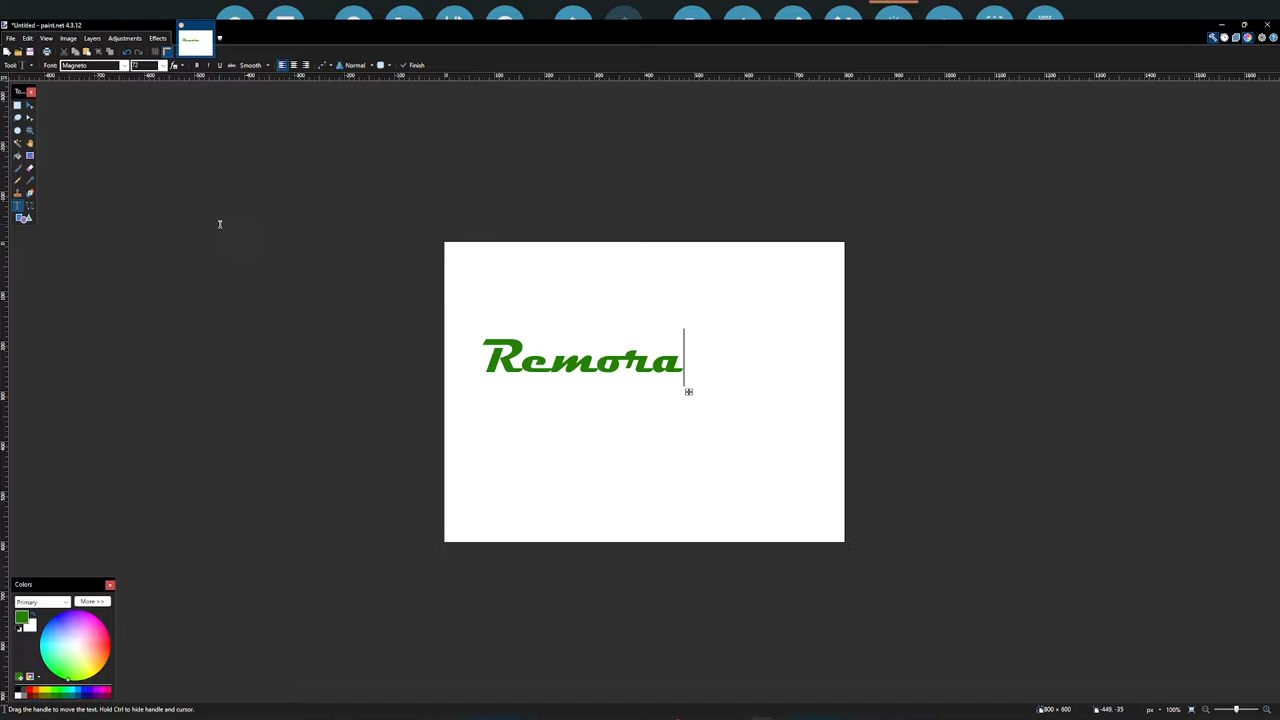 *Untitled - paint.net 4.3.12
File Edit View Image Layers Adjustments Effects
Tool: Font: Magneto 72 Smooth Normal Finish
To...
Remora
Colors
Primary More >>
Drag the handle to move the text. Hold Ctrl to hide handle and cursor. 800 × 600 -449, -35 px 100%